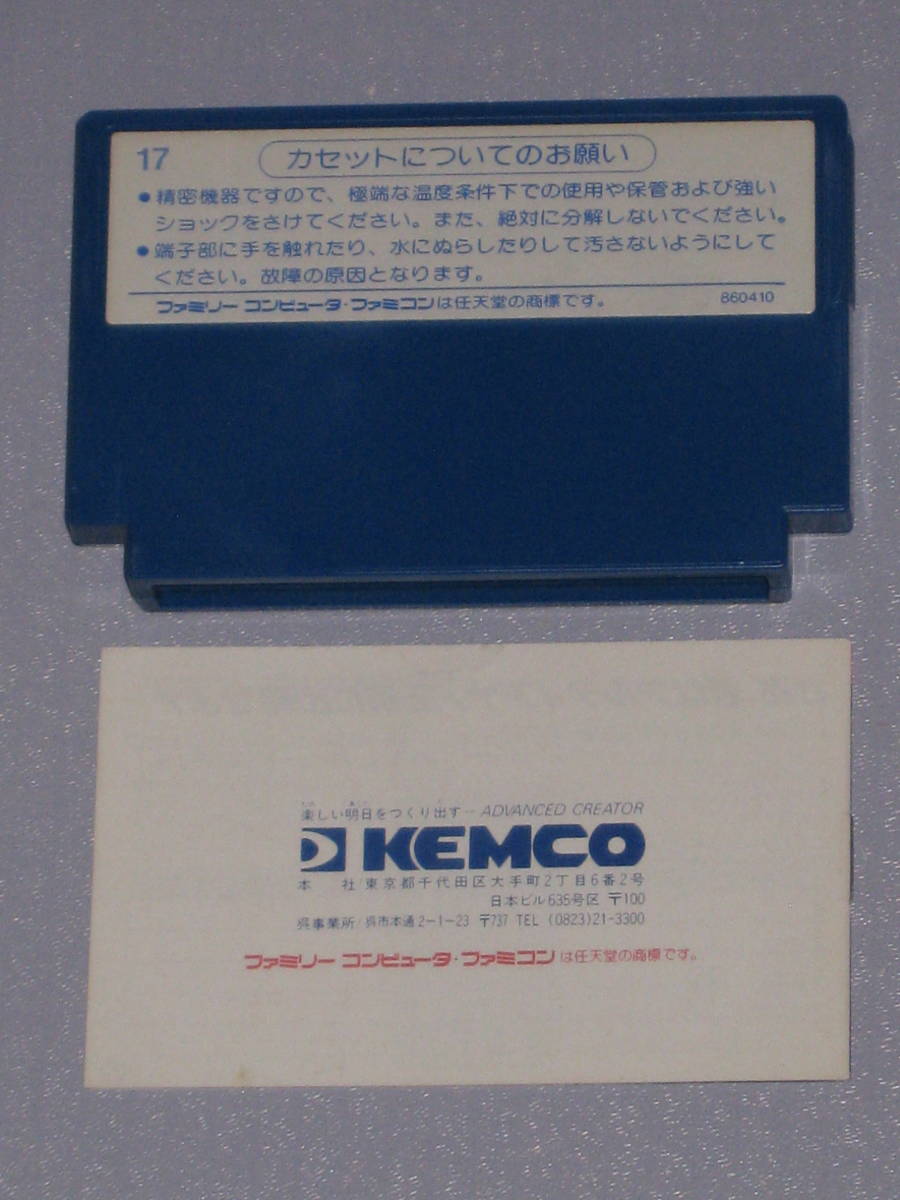 17
カセットについてのお願い
●精密機器ですので、極端な温度条件下での使用や保管および強い
ショックをさけてください。また、絶対に分解しないでください。
●端子部に手を触れたり、水にぬらしたりして汚さないようにして
ください。故障の原因となります。
ファミリー コンピュータ・ファミコンは任天堂の商標です。 860410
楽しい明日をつくり出す－ADVANCED CREATOR
KEMCO
本 社/東京都千代田区大手町2丁目6番2号
日本ビル635号区 〒100
呉事業所/呉市本通2-1-23 〒737 TEL (0823)21-3300
ファミリー コンピュータ・ファミコンは任天堂の商標です。